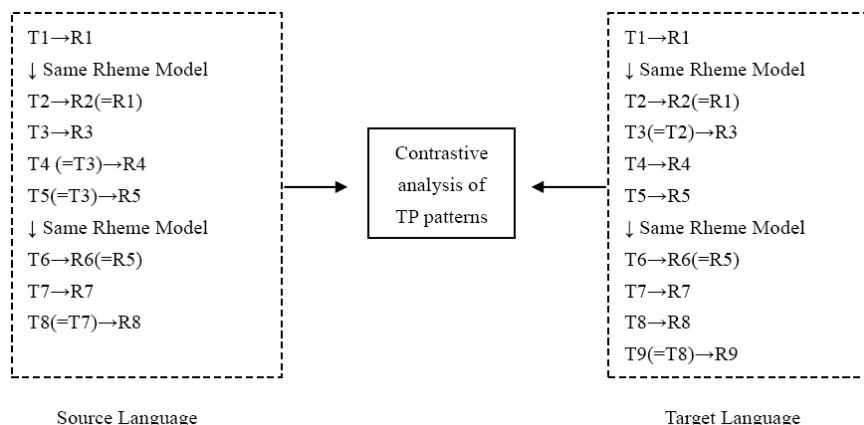 T1→R1
↓ Same Rheme Model
T2→R2(=R1)
T3→R3
T4 (=T3)→R4
T5(=T3)→R5
↓ Same Rheme Model
T6→R6(=R5)
T7→R7
T8(=T7)→R8
Source Language
Contrastive
analysis of
TP patterns
T1→R1
↓ Same Rheme Model
T2→R2(=R1)
T3(=T2)→R3
T4→R4
T5→R5
↓ Same Rheme Model
T6→R6(=R5)
T7→R7
T8→R8
T9(=T8)→R9
Target Language